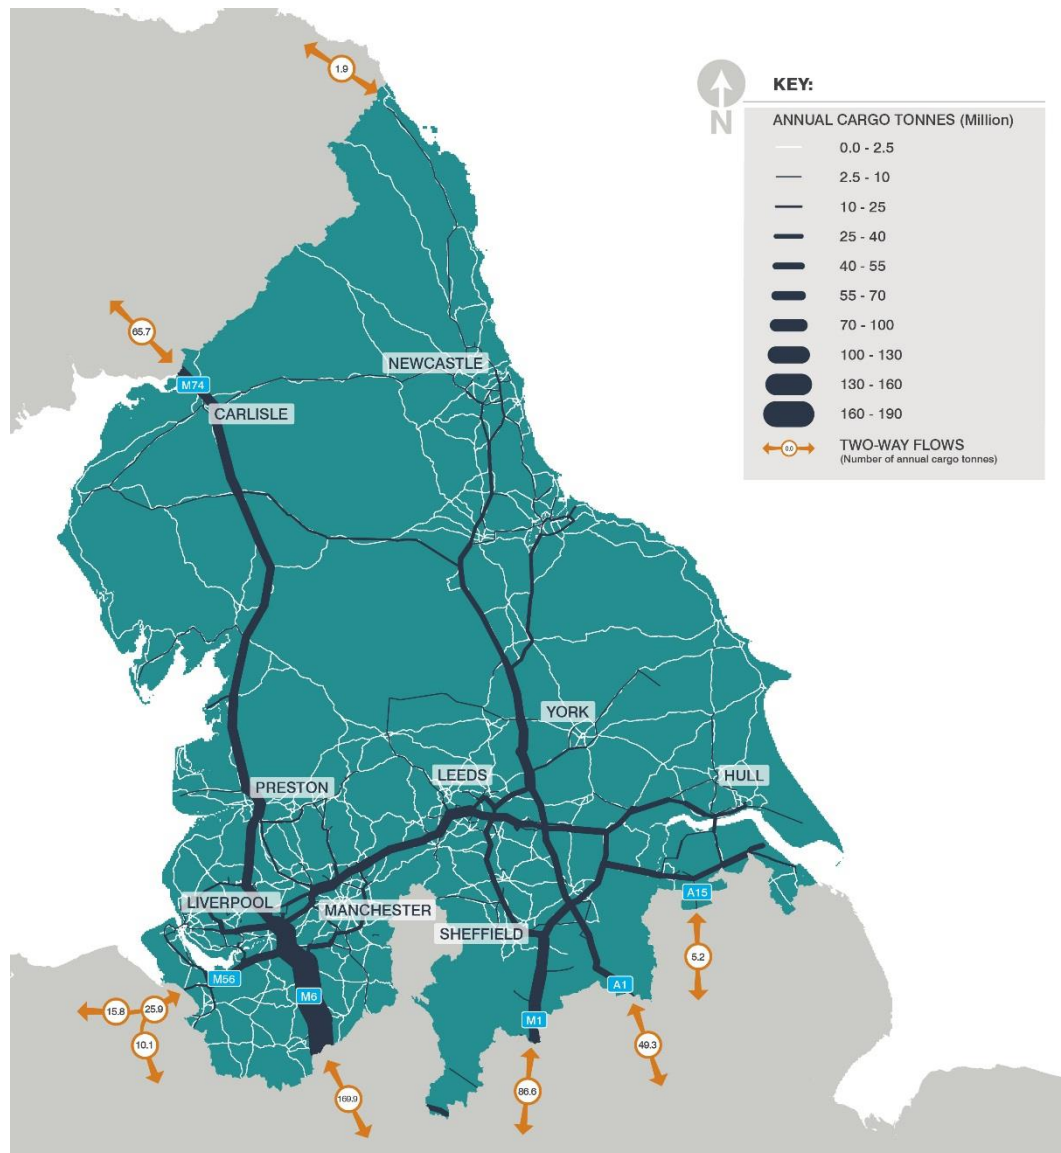 1.9
KEY:
N
ANNUAL CARGO TONNES (Million)
0.0 - 2.5
2.5 - 10
10 - 25
25 - 40
40 - 55
55 - 70
70 - 100
100 - 130
130 - 160
160 - 190
0.0
TWO-WAY FLOWS
(Number of annual cargo tonnes)
65.7
NEWCASTLE
M74
CARLISLE
YORK
LEEDS
HULL
PRESTON
LIVERPOOL
MANCHESTER
A15
SHEFFIELD
5.2
M56
A1
M6
M1
15.8
25.9
10.1
49.3
86.6
169.9